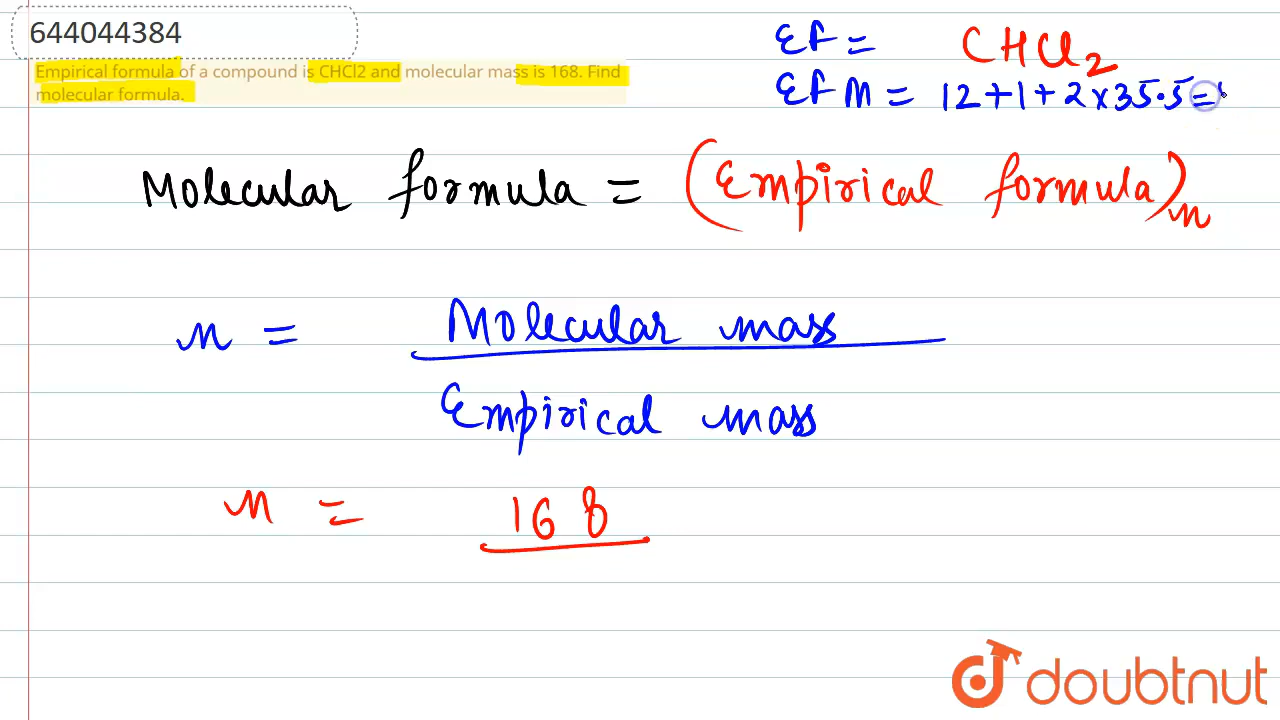 644044384
Empirical formula of a compound is CHCl2 and molecular mass is 168. Find
molecular formula.
EF = CHCl2
EFM = 12+1+2×35.5=
Molecular formula = (Empirical formula)n
n = Molecular mass
Empirical mass
n = 168
doubtnut